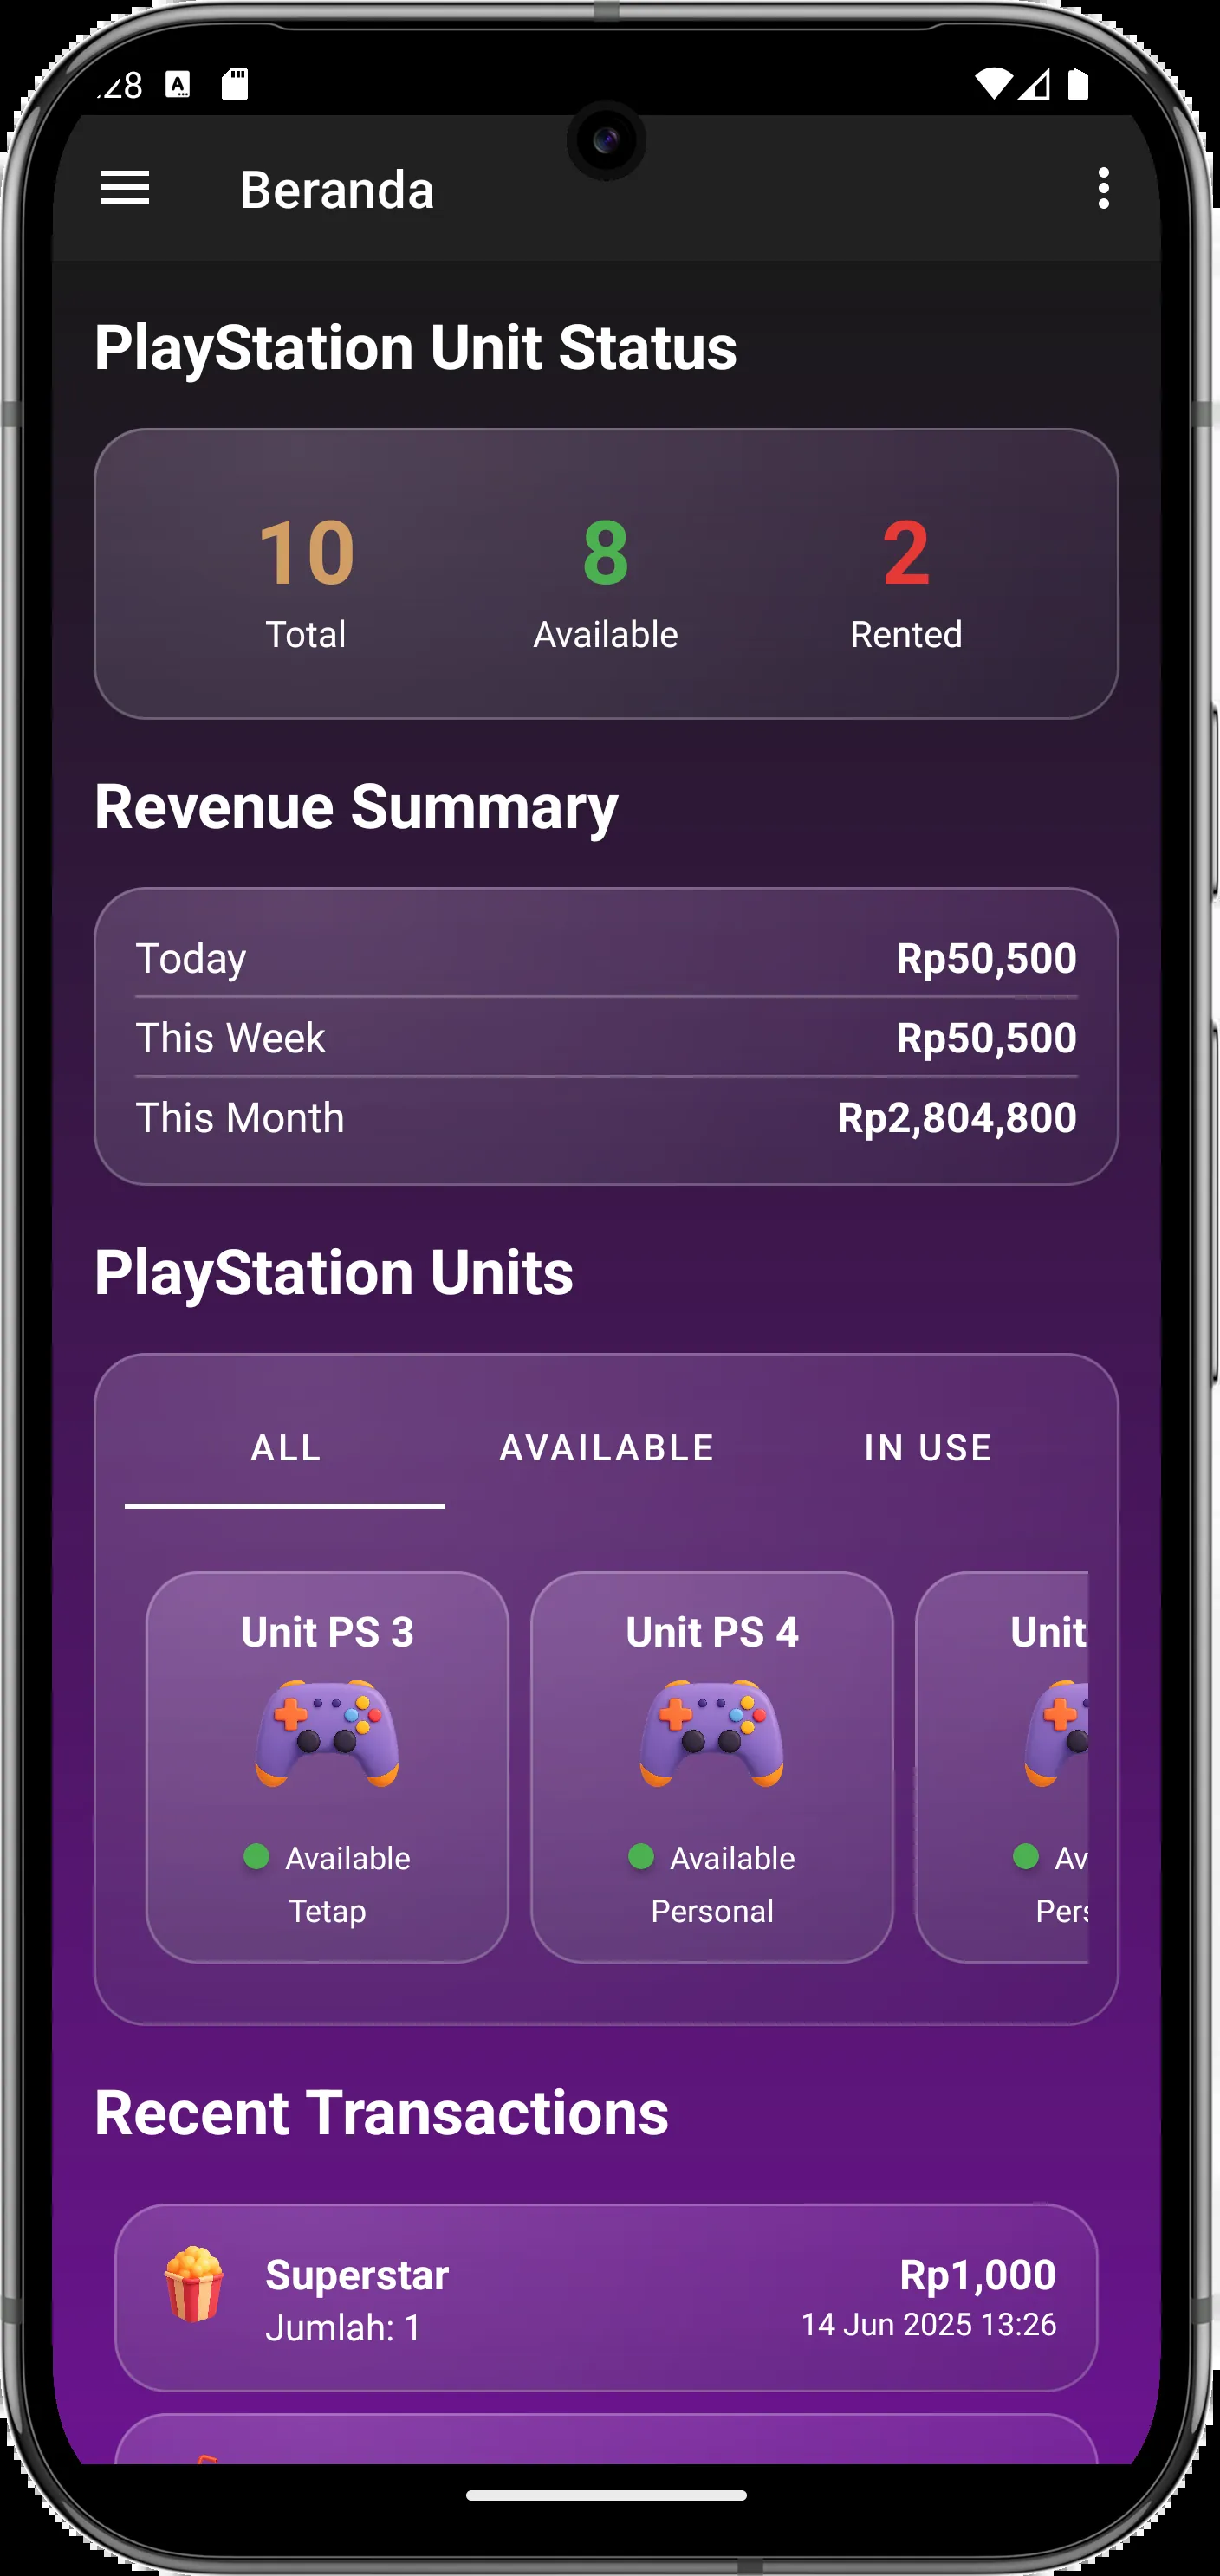 :28
Beranda
PlayStation Unit Status
10 8 2
Total Available Rented
Revenue Summary
Today Rp50,500
This Week Rp50,500
This Month Rp2,804,800
PlayStation Units
ALL AVAILABLE IN USE
Unit PS 3 Unit PS 4 Unit
Available Available Av
Tetap Personal Pers
Recent Transactions
Superstar Rp1,000
Jumlah: 1 14 Jun 2025 13:26